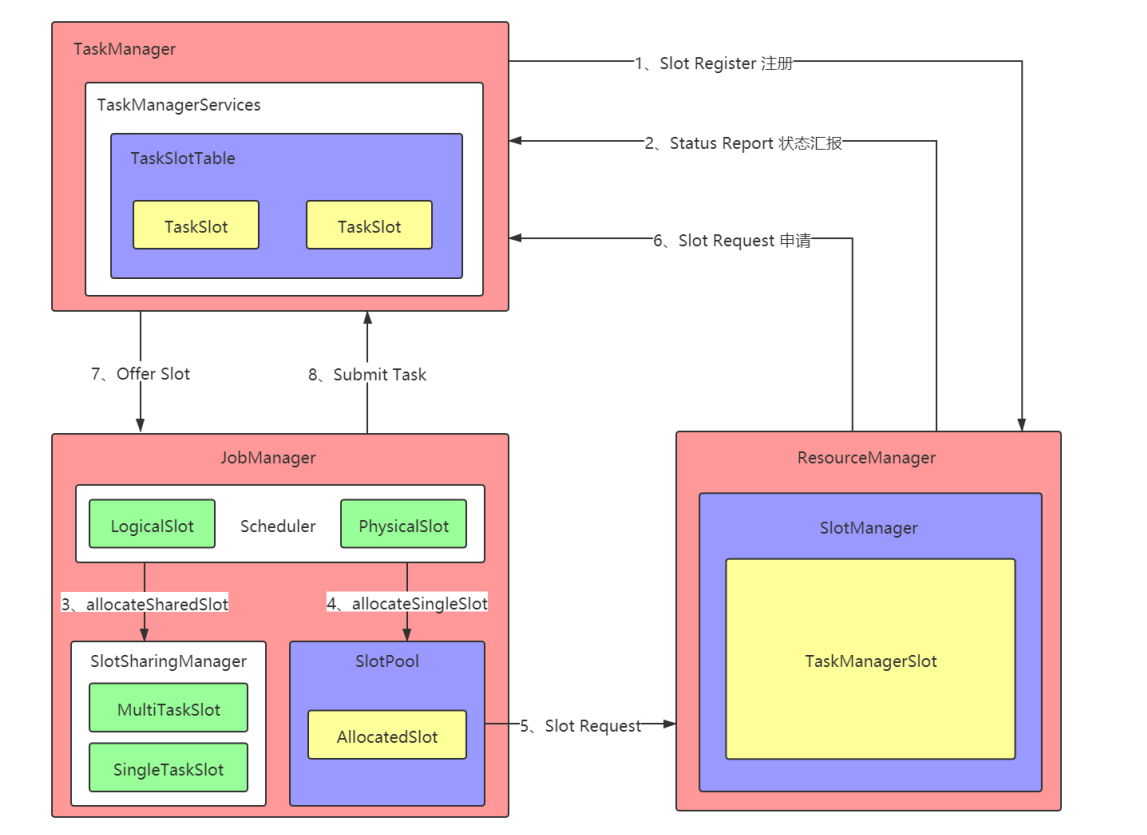 TaskManager
1、Slot Register 注册
TaskManagerServices
2、Status Report 状态汇报
TaskSlotTable
TaskSlot
TaskSlot
6、Slot Request 申请
7、Offer Slot
8、Submit Task
JobManager
LogicalSlot
Scheduler
PhysicalSlot
3、allocateSharedSlot
4、allocateSingleSlot
SlotSharingManager
MultiTaskSlot
SingleTaskSlot
SlotPool
AllocatedSlot
5、Slot Request
ResourceManager
SlotManager
TaskManagerSlot